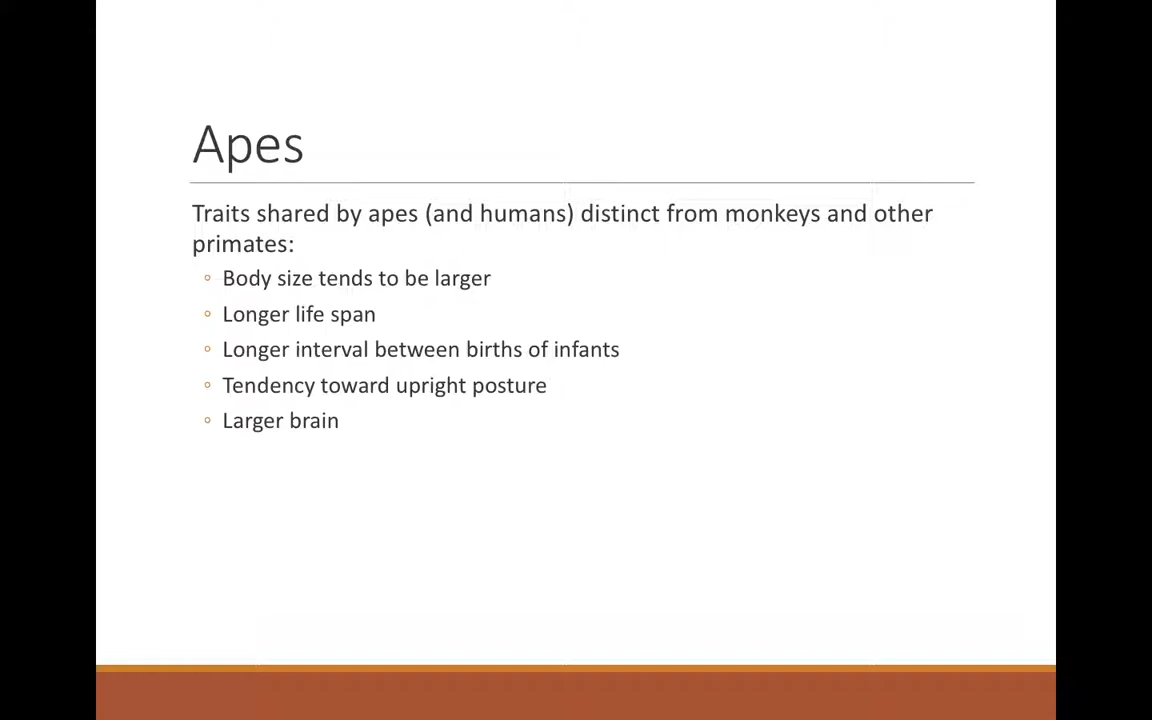 Apes
Traits shared by apes (and humans) distinct from monkeys and other
primates:
◦ Body size tends to be larger
◦ Longer life span
◦ Longer interval between births of infants
◦ Tendency toward upright posture
◦ Larger brain